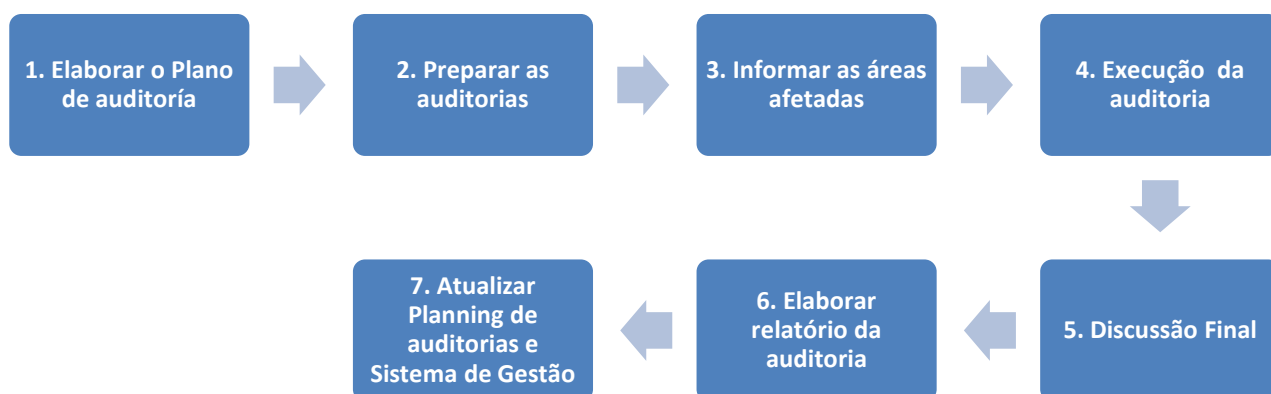 1. Elaborar o Plano
de auditoría
2. Preparar as
auditorias
3. Informar as áreas
afetadas
4. Execução da
auditoria
5. Discussão Final
6. Elaborar
relatório da
auditoria
7. Atualizar
Planning de
auditorias e
Sistema de Gestão